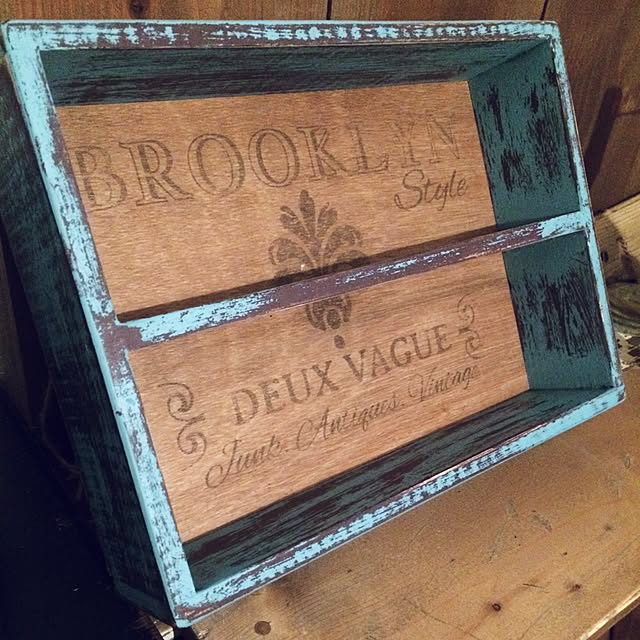 BROOKLYN
Style
DEUX VAGUE
Junk. Antiques. Vintage